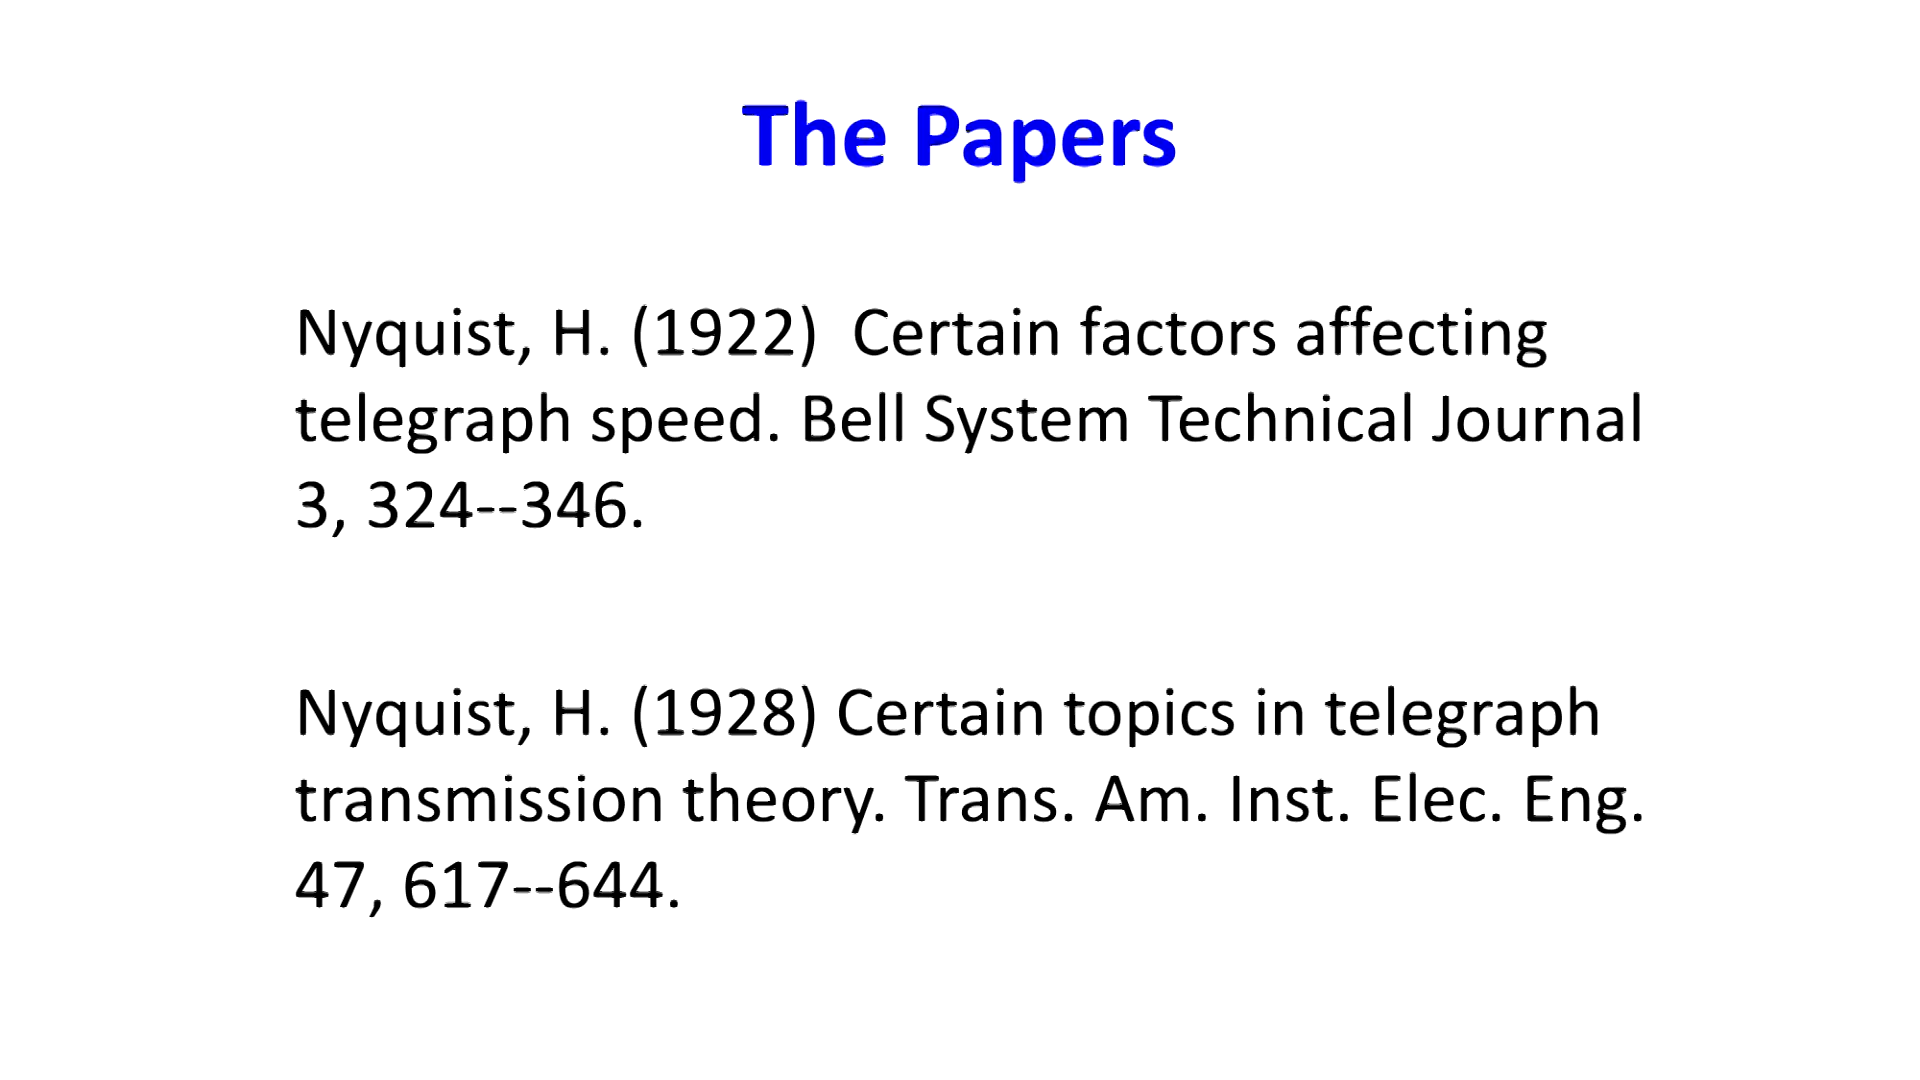 The Papers
Nyquist, H. (1922)  Certain factors affecting
telegraph speed. Bell System Technical Journal
3, 324--346.
Nyquist, H. (1928) Certain topics in telegraph
transmission theory. Trans. Am. Inst. Elec. Eng.
47, 617--644.